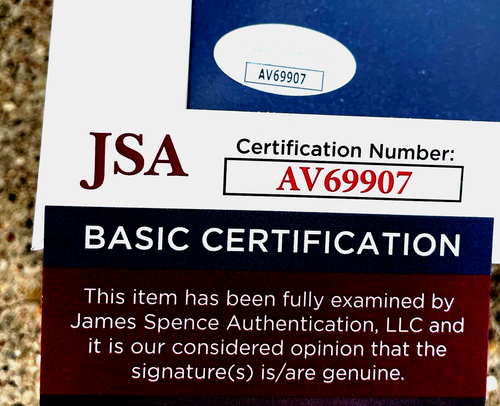 AV69907
JSA
Certification Number:
AV69907
BASIC CERTIFICATION
This item has been fully examined by
James Spence Authentication, LLC and
it is our considered opinion that the
signature(s) is/are genuine.